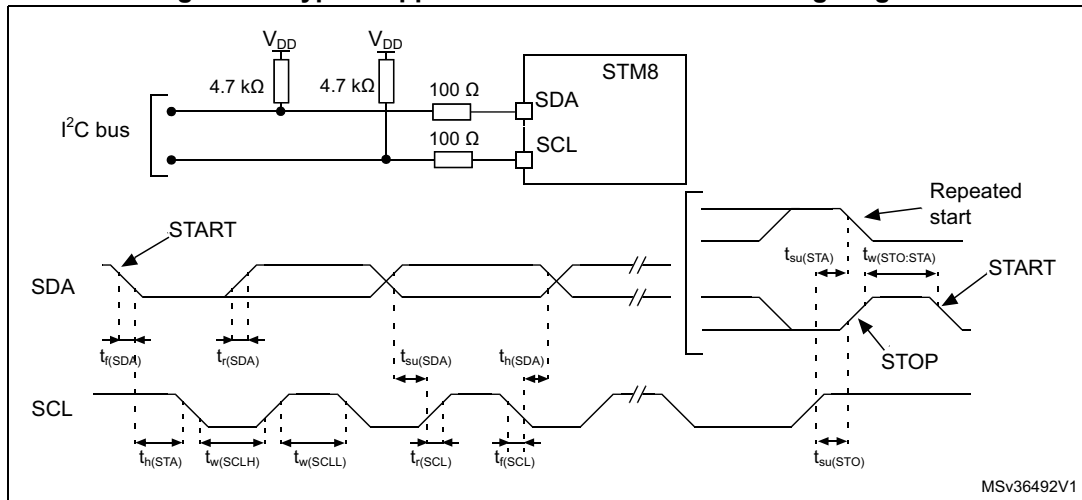 V_DD V_DD
STM8
4.7 kΩ 4.7 kΩ 100 Ω
SDA
I²C bus
100 Ω
SCL
Repeated
start
START
t_su(STA) t_w(STO:STA)
START
SDA
t_f(SDA) t_r(SDA) t_su(SDA) t_h(SDA)
STOP
SCL
t_h(STA) t_w(SCLH) t_w(SCLL) t_r(SCL) t_f(SCL) t_su(STO)
MSv36492V1